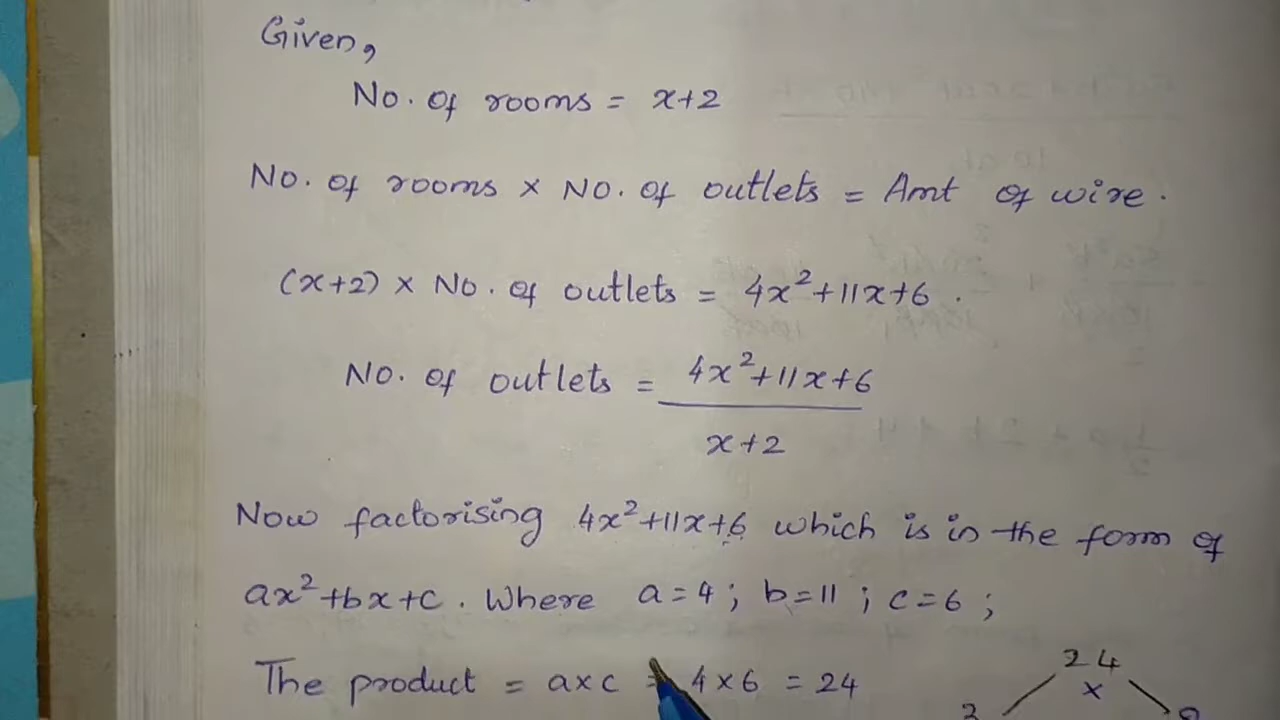 Given,
No. of rooms = x+2
No. of rooms × No. of outlets = Amt of wire.
(x+2) × No. of outlets = 4x²+11x+6.
No. of outlets = 4x²+11x+6
x+2
Now factorising 4x²+11x+6 which is in the form of
ax²+bx+c. Where a=4; b=11; c=6;
24
The product = a×c = 4×6 = 24
×